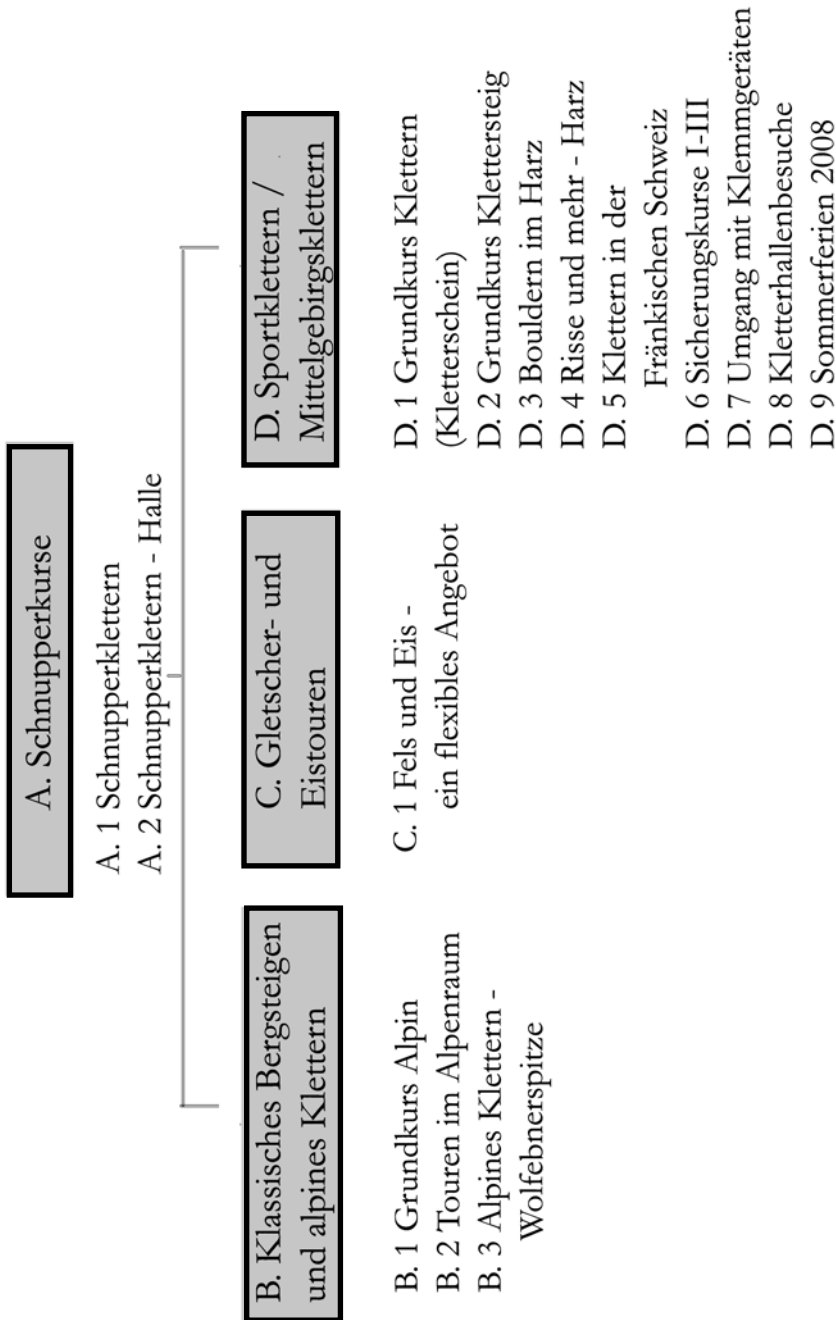 A. Schnupperkurse
A. 1 Schnupperklettern
A. 2 Schnupperkletern - Halle
B. Klassisches Bergsteigen
und alpines Klettern
B. 1 Grundkurs Alpin
B. 2 Touren im Alpenraum
B. 3 Alpines Klettern -
Wolfebnerspitze
C. Gletscher- und
Eistouren
C. 1 Fels und Eis -
ein flexibles Angebot
D. Sportklettern /
Mittelgebirgsklettern
D. 1 Grundkurs Klettern
(Kletterschein)
D. 2 Grundkurs Klettersteig
D. 3 Bouldern im Harz
D. 4 Risse und mehr - Harz
D. 5 Klettern in der
Fränkischen Schweiz
D. 6 Sicherungskurse I-III
D. 7 Umgang mit Klemmgeräten
D. 8 Kletterhallenbesuche
D. 9 Sommerferien 2008